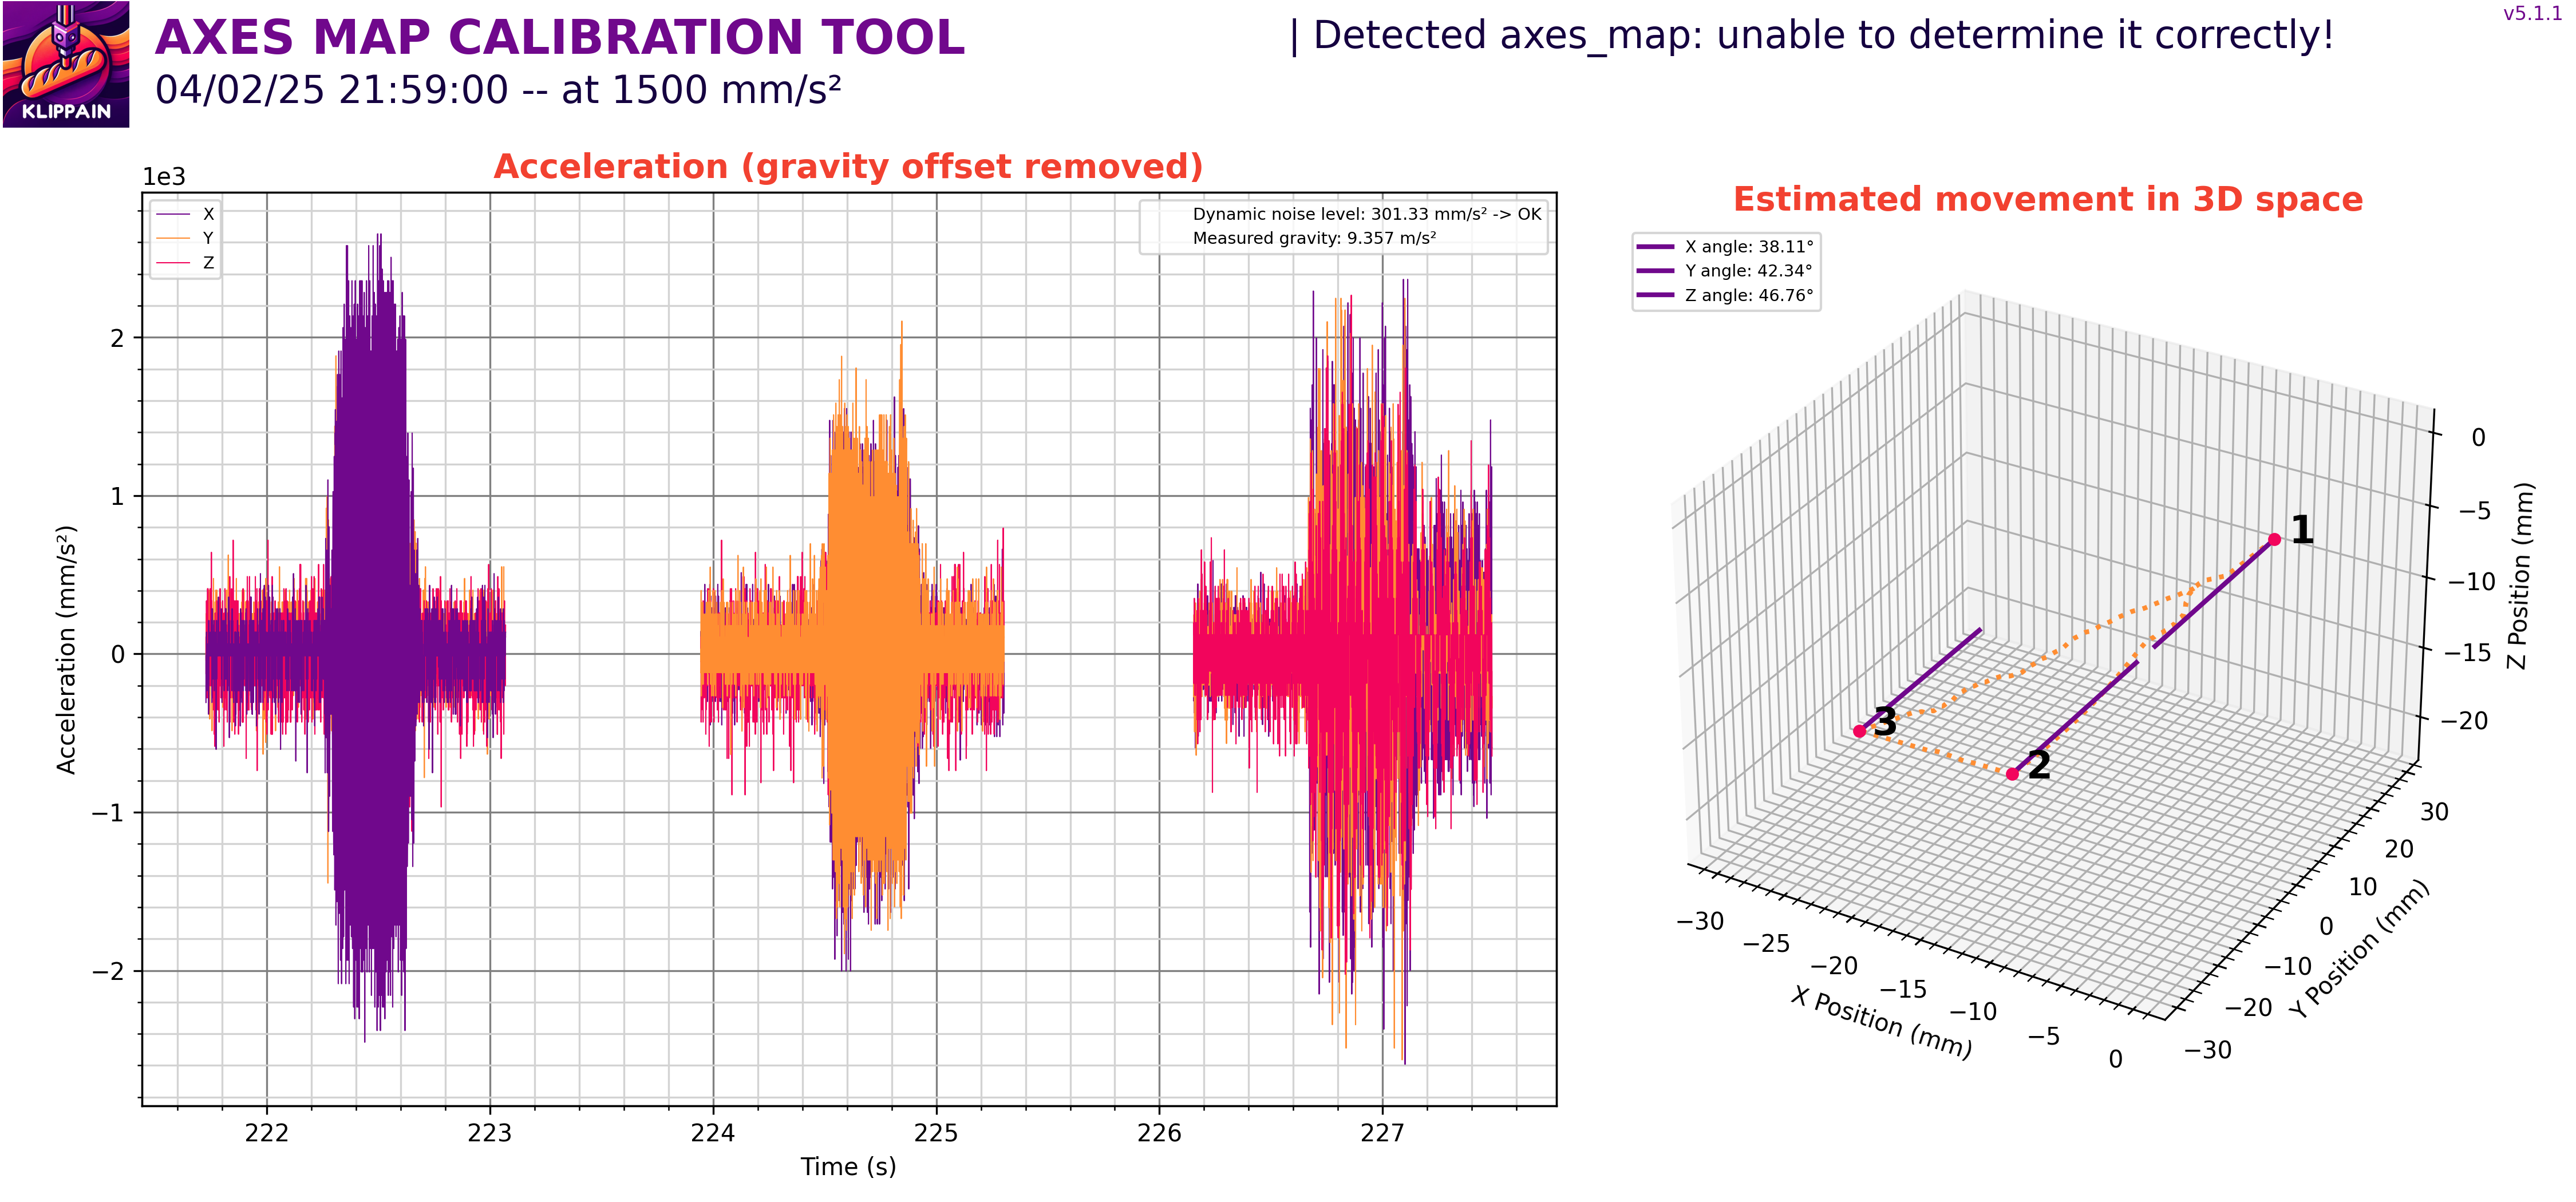 KLIPPAIN
AXES MAP CALIBRATION TOOL
04/02/25 21:59:00 -- at 1500 mm/s²
| Detected axes_map: unable to determine it correctly!
v5.1.1
Acceleration (gravity offset removed)
1e3
X
Y
Z
Dynamic noise level: 301.33 mm/s² -> OK
Measured gravity: 9.357 m/s²
2
1
0
−1
−2
Acceleration (mm/s²)
222
223
224
225
226
227
Time (s)
Estimated movement in 3D space
X angle: 38.11°
Y angle: 42.34°
Z angle: 46.76°
1
2
3
0
−5
−10
−15
−20
Z Position (mm)
30
20
10
0
−10
−20
−30
Y Position (mm)
−30
−25
−20
−15
−10
−5
0
X Position (mm)